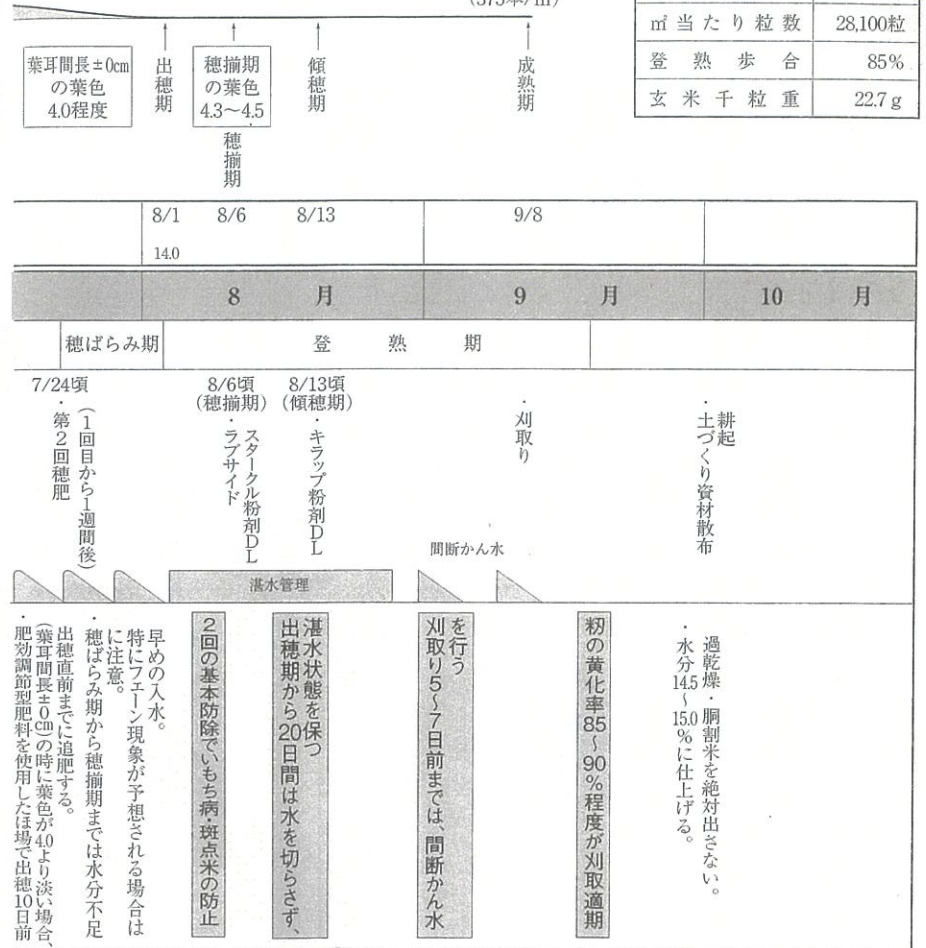 (375本/㎡)
㎡当たり粒数 28,100粒
登熟歩合 85%
玄米千粒重 22.7g
葉耳間長±0cm
の葉色
4.0程度
出穂期
穂揃期
の葉色
4.3～4.5
穂揃期
傾穂期
成熟期
8/1 8/6 8/13 9/8
14.0
8月 9月 10月
穂ばらみ期 登熟期
7/24頃
(1回目から1週間後)
・第2回穂肥
8/6頃
(穂揃期)
スタークル粉剤DL
・ラブサイド
8/13頃
(傾穂期)
・キラップ粉剤DL
・刈取り
耕起
・土づくり資材散布
間断かん水
湛水管理
過乾燥・胴割米を絶対出さない。
・水分14.5～15.0%に仕上げる。
籾の黄化率85～90%程度が刈取適期
を行う
刈取り5～7日前までは、間断かん水
湛水状態を保つ
出穂期から20日間は水を切らさず、
2回の基本防除でいもち病・斑点米の防止
早めの入水。
特にフェーン現象が予想される場合は
に注意。
・穂ばらみ期から穂揃期までは水分不足
出穂直前までに追肥する。
(葉耳間長±0cm)の時に葉色が4.0より淡い場合、
・肥効調節型肥料を使用したほ場で出穂10日前